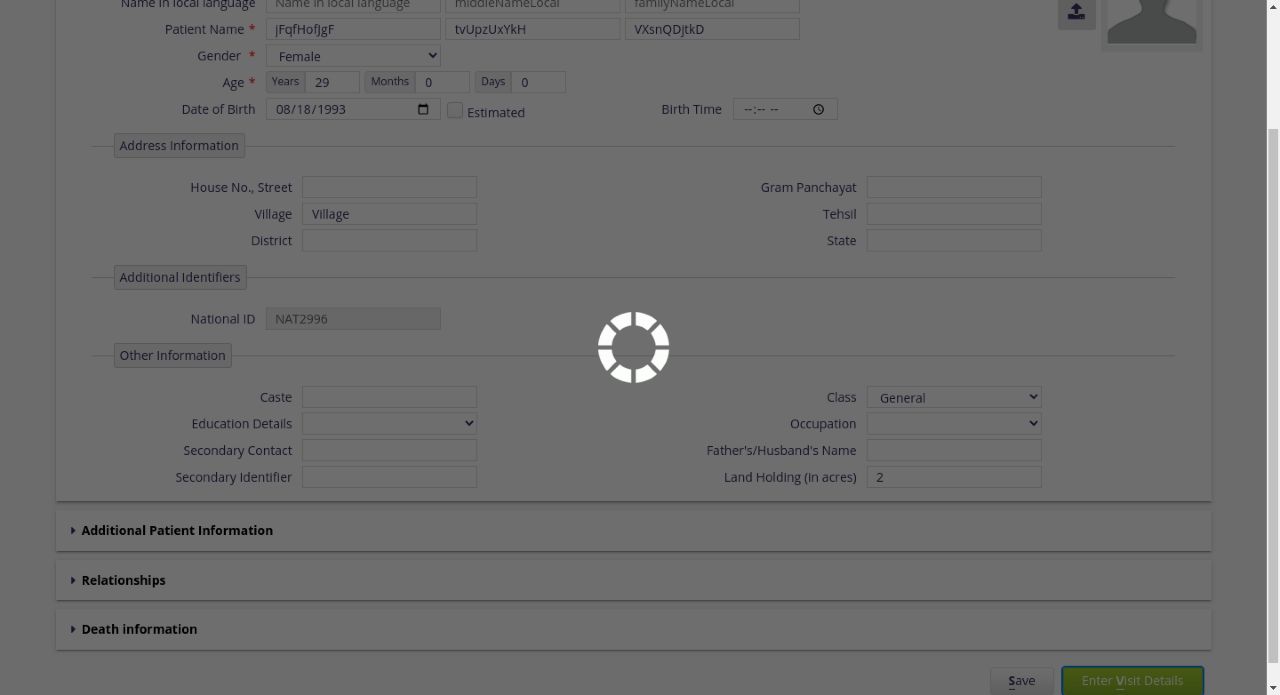 Name in local language Name in local language middleNameLocal familyNameLocal
Patient Name * jFqfHofJgF tvUpzUxYkH VXsnQDJtkD
Gender * Female
Age * Years 29 Months 0 Days 0
Date of Birth 08/18/1993 Estimated Birth Time --:-- --
Address Information
House No., Street Gram Panchayat
Village Village Tehsil
District State
Additional Identifiers
National ID NAT2996
Other Information
Caste Class General
Education Details Occupation
Secondary Contact Father's/Husband's Name
Secondary Identifier Land Holding (in acres) 2
Additional Patient Information
Relationships
Death information
Save Enter Visit Details